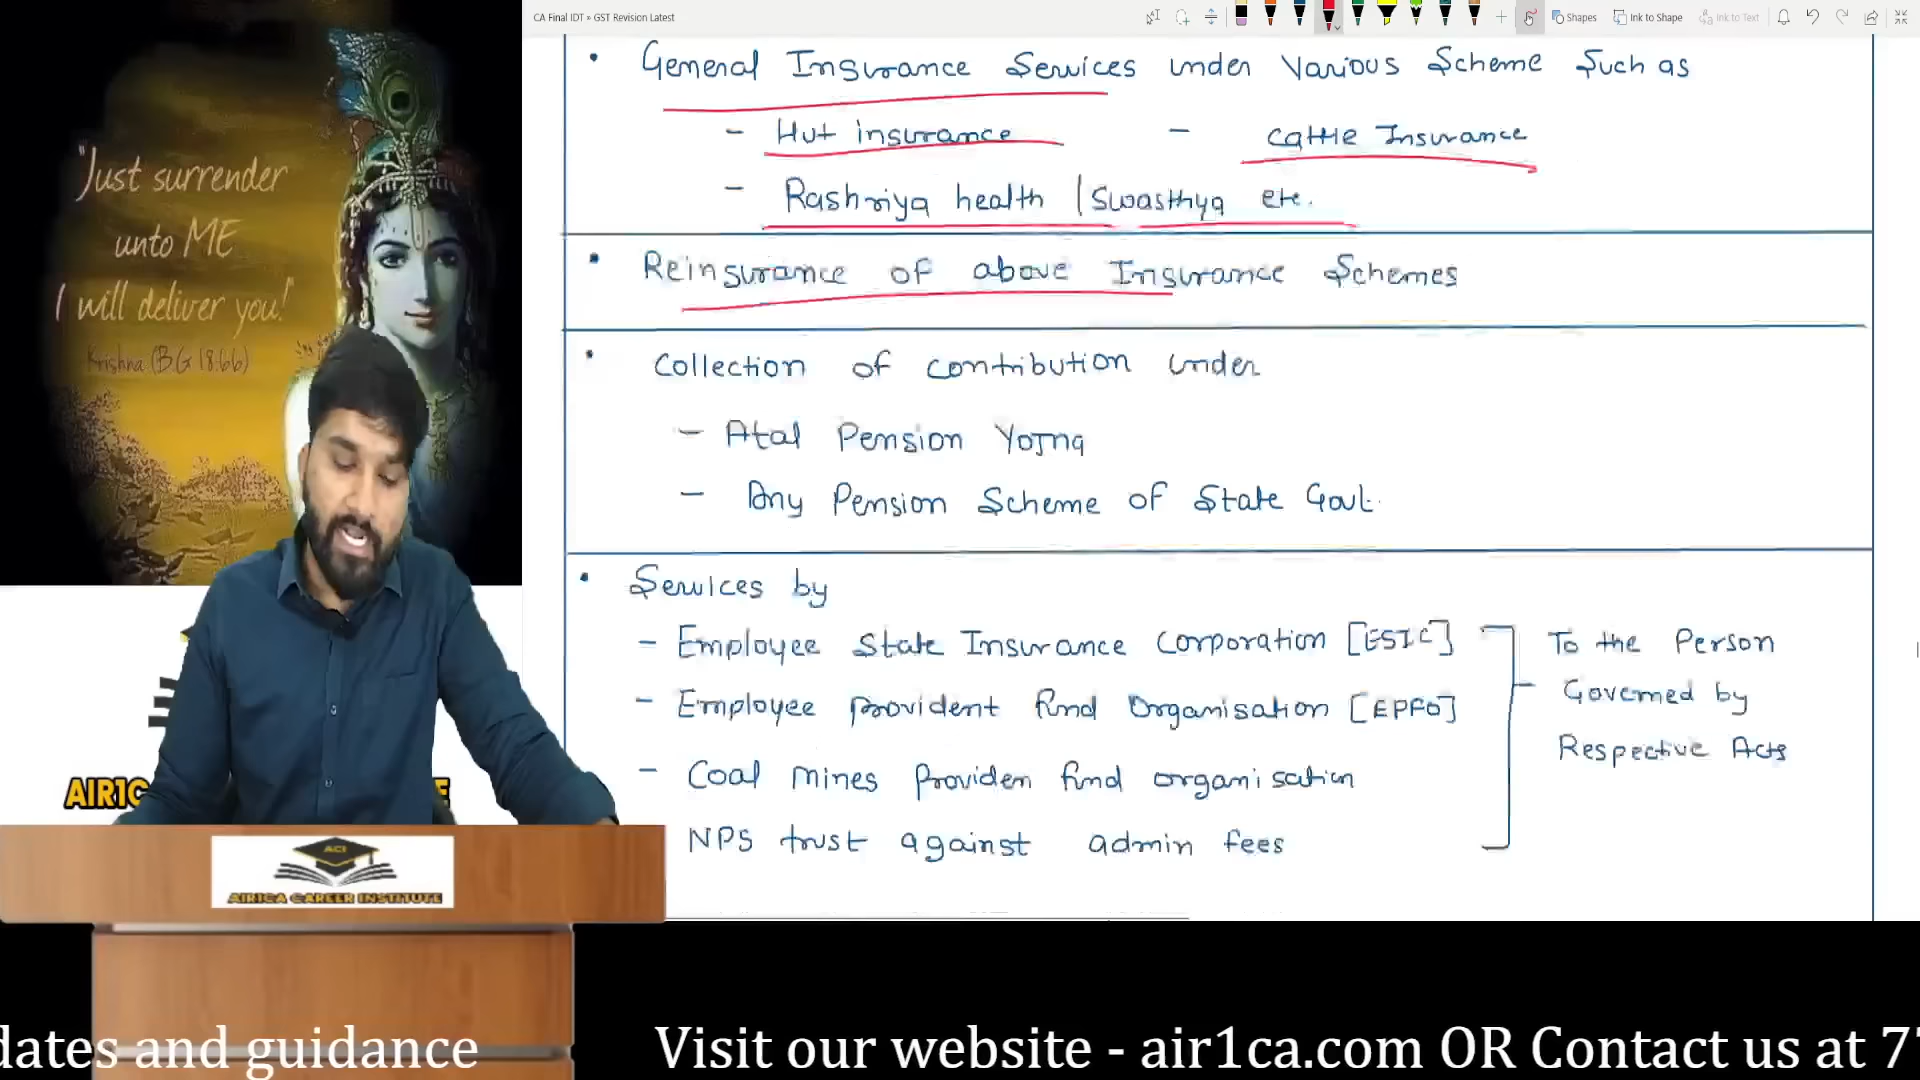 CA Final IDT » GST Revision Latest
Shapes
Ink to Shape
Ink to Text
• General Insurance Services under Various Scheme Such as
- Hut insurance - Cattle Insurance
- Rashriya health | Swasthya etc.
• Reinsurance of above Insurance Schemes
• Collection of contribution under
- Atal Pension Yojna
- Any Pension Scheme of State Govt.
• Services by
- Employee State Insurance Corporation [ESIC]
- Employee provident fund Organisation [EPFO]
- Coal mines Providen fund organisation
NPS trust against admin fees
To the Person
Governed by
Respective Acts
"Just surrender
unto ME
I will deliver you!"
Krishna (B.G 18.66)
AIR1C
E
ACI
AIR1CA CAREER INSTITUTE
dates and guidance
Visit our website - air1ca.com OR Contact us at 7